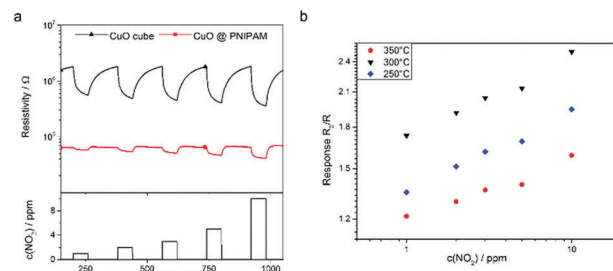 a
CuO cube
CuO @ PNIPAM
10⁷
10⁶
10⁵
Resistivity / Ω
8
4
0
c(NO₂) / ppm
250
500
750
1000
b
350°C
300°C
250°C
2.4
2.1
1.8
1.5
1.2
Response R₀/R
1
10
c(NO₂) / ppm